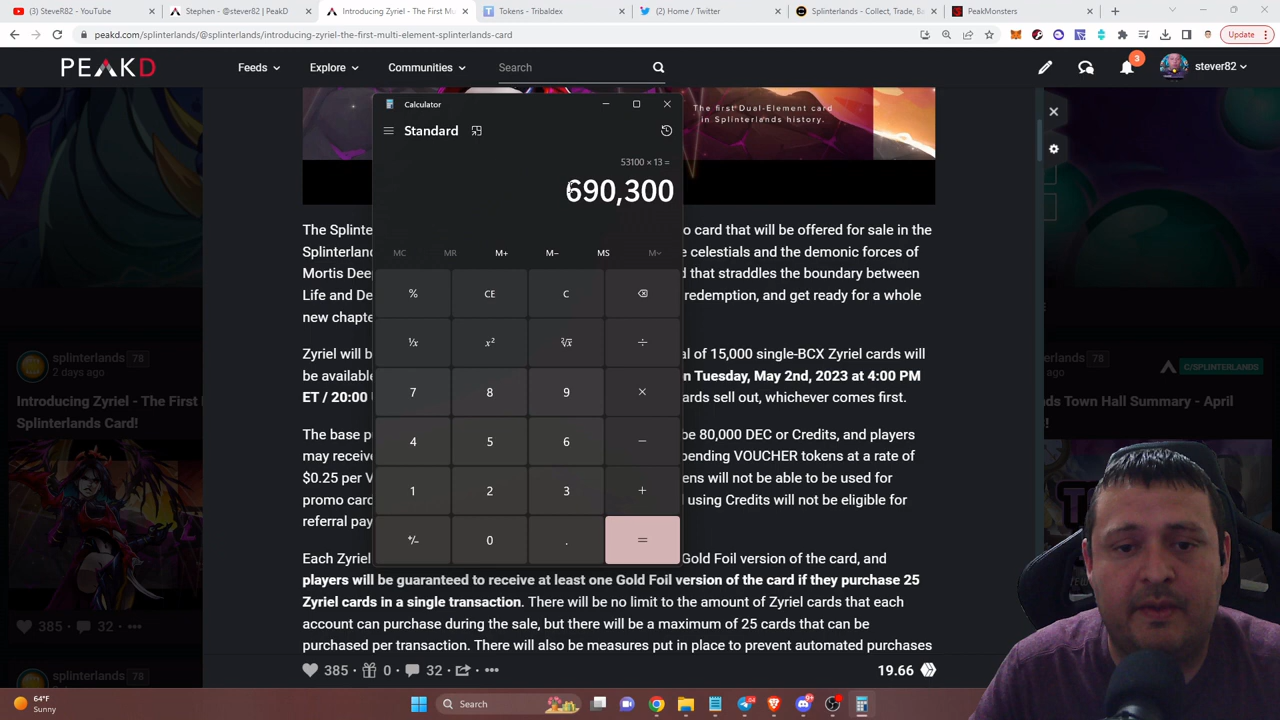 (3) SteveR82 - YouTube
Stephen - @stever82 | PeakD
Introducing Zyriel - The First Mu
Tokens - Tribaldex
(2) Home / Twitter
Splinterlands - Collect, Trade, Ba
PeakMonsters
peakd.com/splinterlands/@splinterlands/introducing-zyriel-the-first-multi-element-splinterlands-card
Update
PEAKD
Feeds
Explore
Communities
Search
3
stever82
The first Dual-Element card
in Splinterlands history.
Calculator
Standard
53100 × 13 =
690,300
MC MR M+ M− MS M
% CE C
¹/x x² ²√x ÷
7 8 9 ×
4 5 6 −
1 2 3 +
+/− 0 . =
The Splinte
o card that will be offered for sale in the
Splinterland
e celestials and the demonic forces of
Mortis Dee
d that straddles the boundary between
Life and De
redemption, and get ready for a whole
new chapte
Zyriel will b
al of 15,000 single-BCX Zyriel cards will
be available
n Tuesday, May 2nd, 2023 at 4:00 PM
ET / 20:00
ards sell out, whichever comes first.
The base p
be 80,000 DEC or Credits, and players
may receive
pending VOUCHER tokens at a rate of
$0.25 per V
ens will not be able to be used for
promo card
l using Credits will not be eligible for
referral pay
Each Zyriel
Gold Foil version of the card, and
players will be guaranteed to receive at least one Gold Foil version of the card if they purchase 25
Zyriel cards in a single transaction. There will be no limit to the amount of Zyriel cards that each
account can purchase during the sale, but there will be a maximum of 25 cards that can be
purchased per transaction. There will also be measures put in place to prevent automated purchases
385 · 0 · 32 ·
19.66
splinterlands 78
2 days ago
Introducing Zyriel - The First
Splinterlands Card!
385 · 32 ·
splinterlands 78
78
C/SPLINTERLANDS
ago
ds Town Hall Summary - April
!
64°F
Sunny
Search